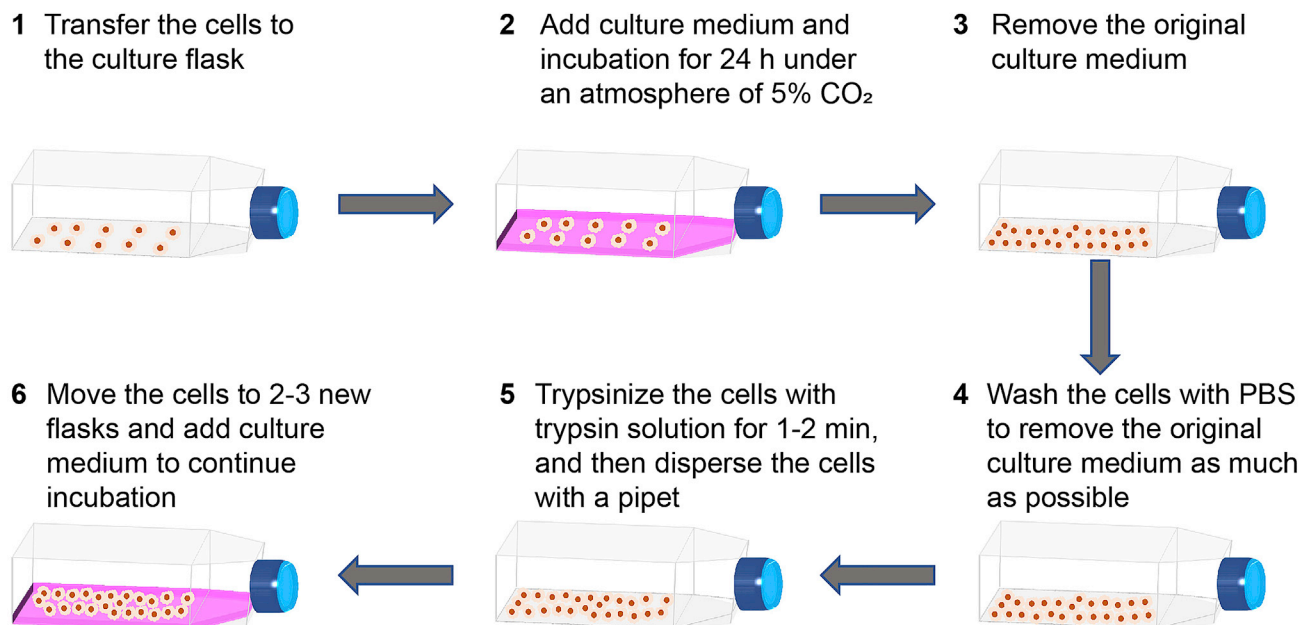 1 Transfer the cells to
the culture flask
2 Add culture medium and
incubation for 24 h under
an atmosphere of 5% CO₂
3 Remove the original
culture medium
4 Wash the cells with PBS
to remove the original
culture medium as much
as possible
5 Trypsinize the cells with
trypsin solution for 1-2 min,
and then disperse the cells
with a pipet
6 Move the cells to 2-3 new
flasks and add culture
medium to continue
incubation